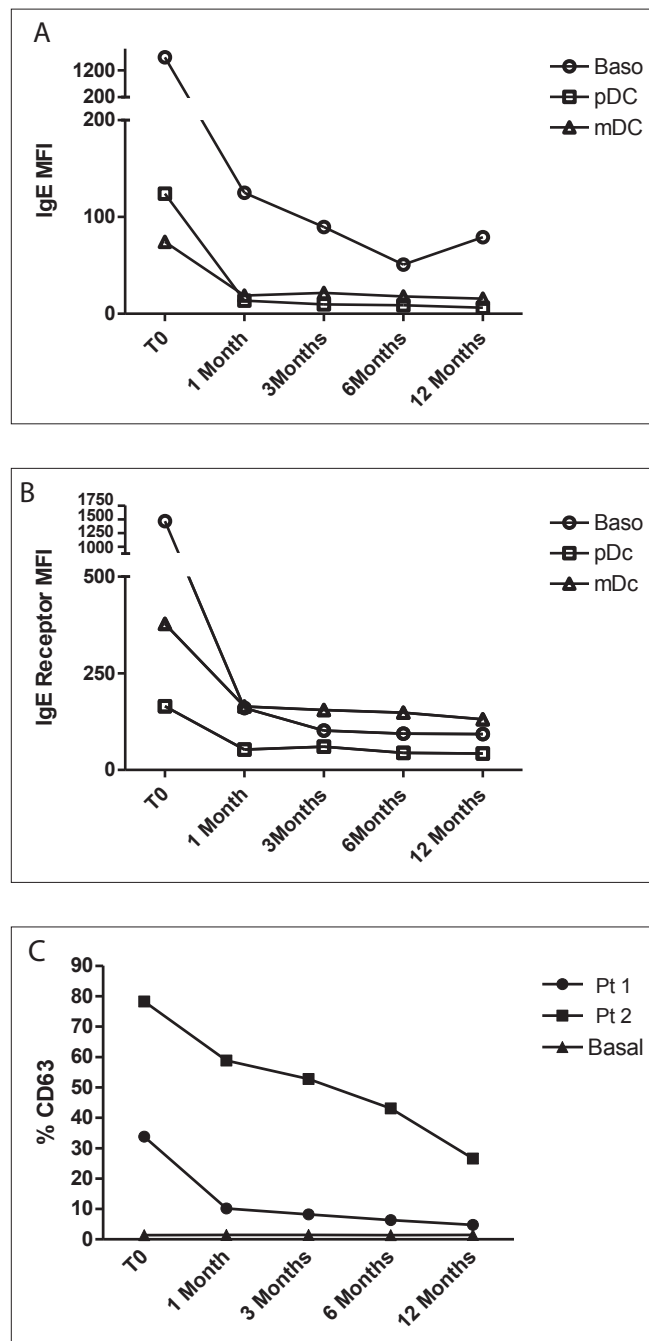 A
1200
200
200
100
0
IgE MFI
T0
1 Month
3Months
6Months
12 Months
Baso
pDC
mDC
B
1750
1500
1250
1000
500
250
0
IgE Receptor MFI
T0
1 Month
3Months
6Months
12 Months
Baso
pDc
mDc
C
90
80
70
60
50
40
30
20
10
0
% CD63
T0
1 Month
3 Months
6 Months
12 Months
Pt 1
Pt 2
Basal